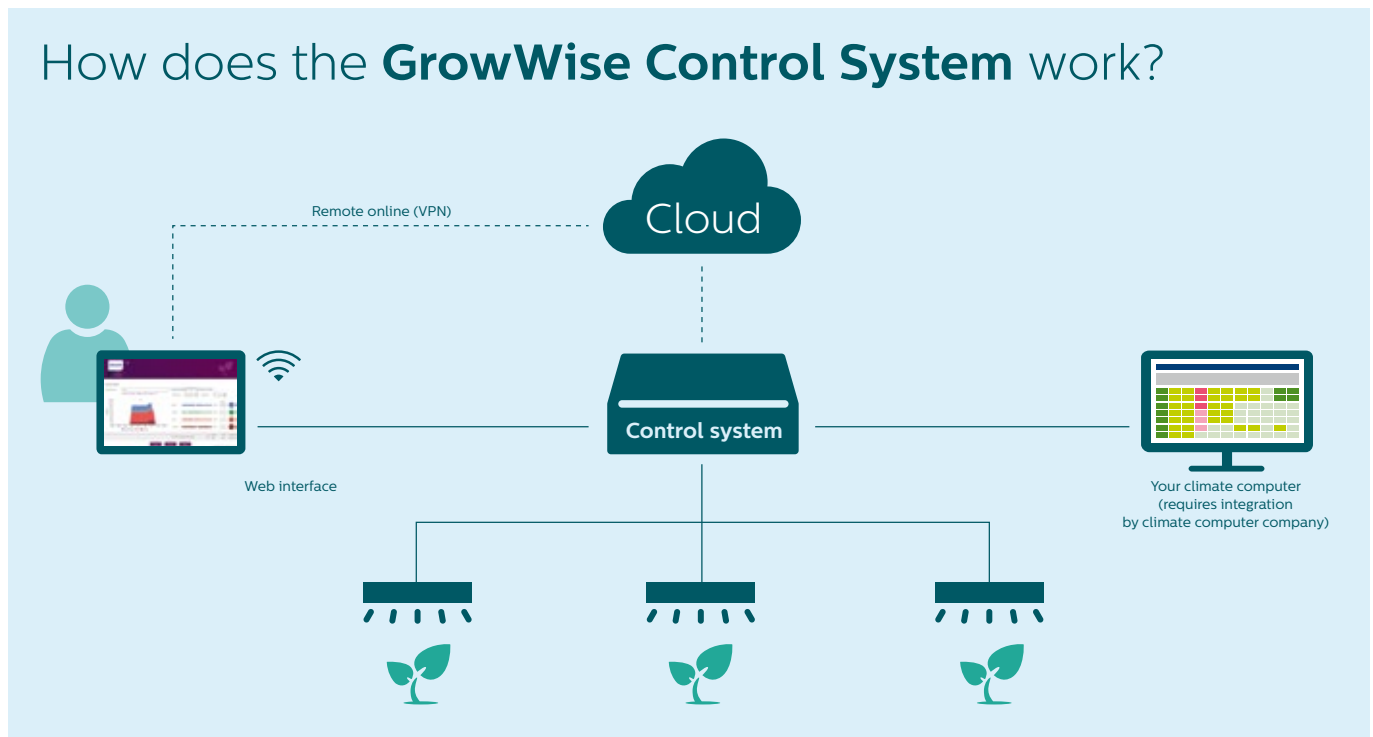 How does the GrowWise Control System work?
Cloud
Remote online (VPN)
Control system
Web interface
Your climate computer
(requires integration
by climate computer company)